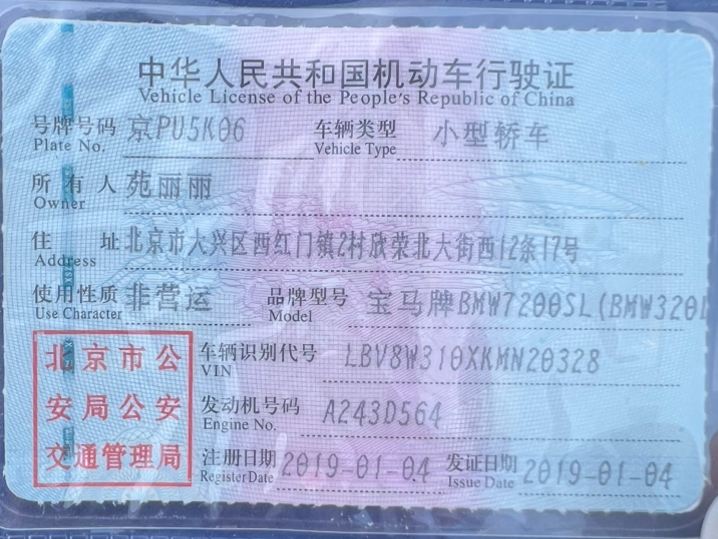 中华人民共和国机动车行驶证
Vehicle License of the People's Republic of China
号牌号码 京PU5K06 车辆类型 小型轿车
Plate No. Vehicle Type
所有人 苑丽丽
Owner
住址 北京市大兴区西红门镇2村欣荣北大街西12条17号
Address
使用性质 非营运 品牌型号 宝马牌BMW7200SL(BMW320L
Use Character Model
北京市公 车辆识别代号 LBV8W310XKMN20328
VIN
安局公安 发动机号码 A243D564
Engine No.
交通管理局 注册日期 2019-01-04 发证日期 2019-01-04
Register Date Issue Date